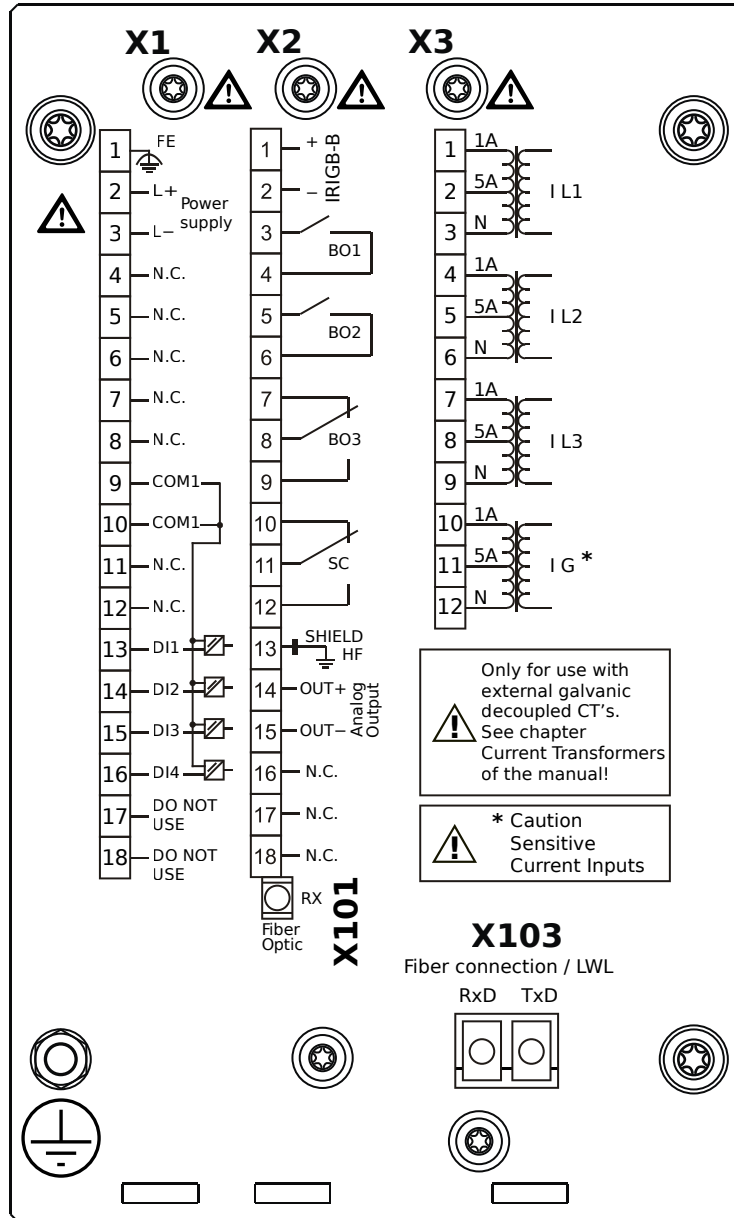 X1
X2
X3
1
FE
2
L+
Power
supply
3
L−
4
N.C.
5
N.C.
6
N.C.
7
N.C.
8
N.C.
9
COM1
10
COM1
11
N.C.
12
N.C.
13
DI1
14
DI2
15
DI3
16
DI4
17
DO NOT
USE
18
DO NOT
USE
1
+
2
−
IRIGB-B
3
BO1
4
5
BO2
6
7
8
BO3
9
10
11
SC
12
13
SHIELD
HF
14
OUT+
15
OUT−
Analog
Output
16
N.C.
17
N.C.
18
N.C.
RX
Fiber
Optic
X101
1
1A
2
5A
I L1
3
N
4
1A
5
5A
I L2
6
N
7
1A
8
5A
I L3
9
N
10
1A
11
5A
I G *
12
N
!
Only for use with
external galvanic
decoupled CT's.
See chapter
Current Transformers
of the manual!
!
* Caution
Sensitive
Current Inputs
X103
Fiber connection / LWL
RxD TxD